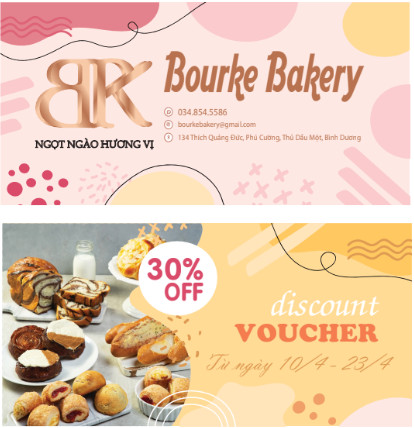 BK
Bourke Bakery
034.854.5586
bourkebakery@gmail.com
134 Thích Quảng Đức, Phú Cường, Thủ Dầu Một, Bình Dương
NGỌT NGÀO HƯƠNG VỊ
30%
OFF
discount
VOUCHER
Từ ngày 10/4 - 23/4